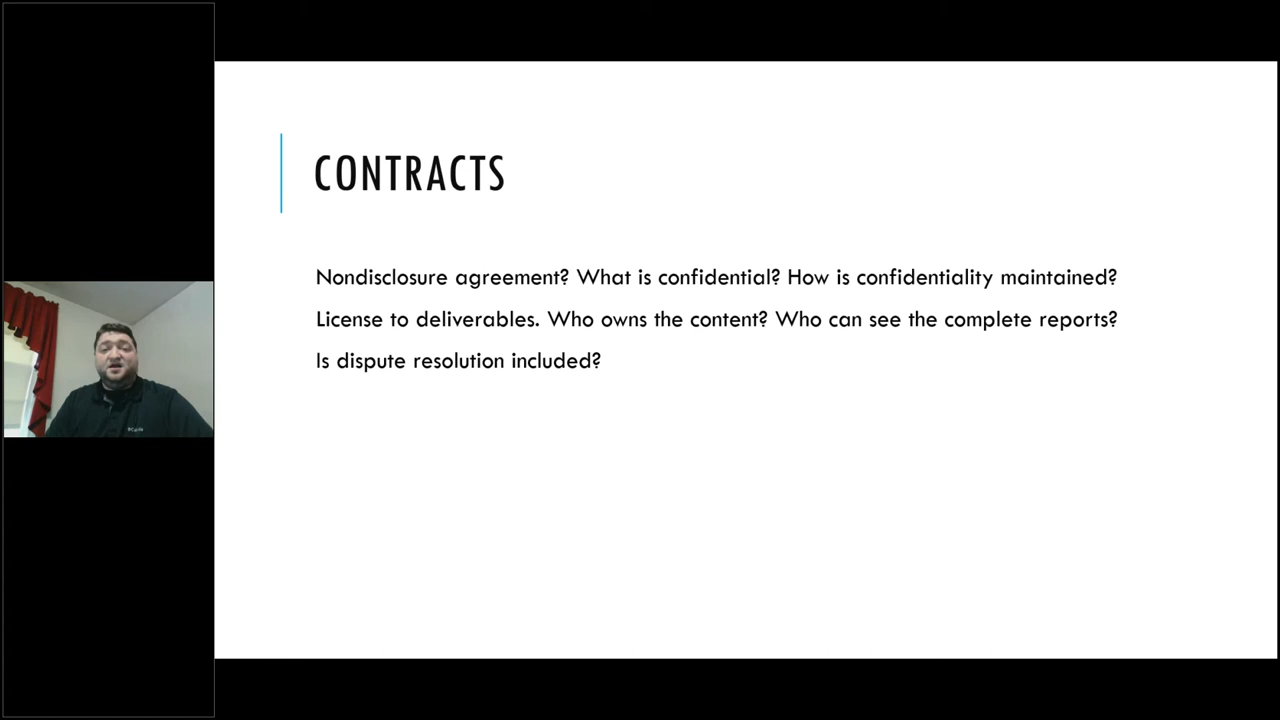 CONTRACTS
Nondisclosure agreement? What is confidential? How is confidentiality maintained?
License to deliverables. Who owns the content? Who can see the complete reports?
Is dispute resolution included?